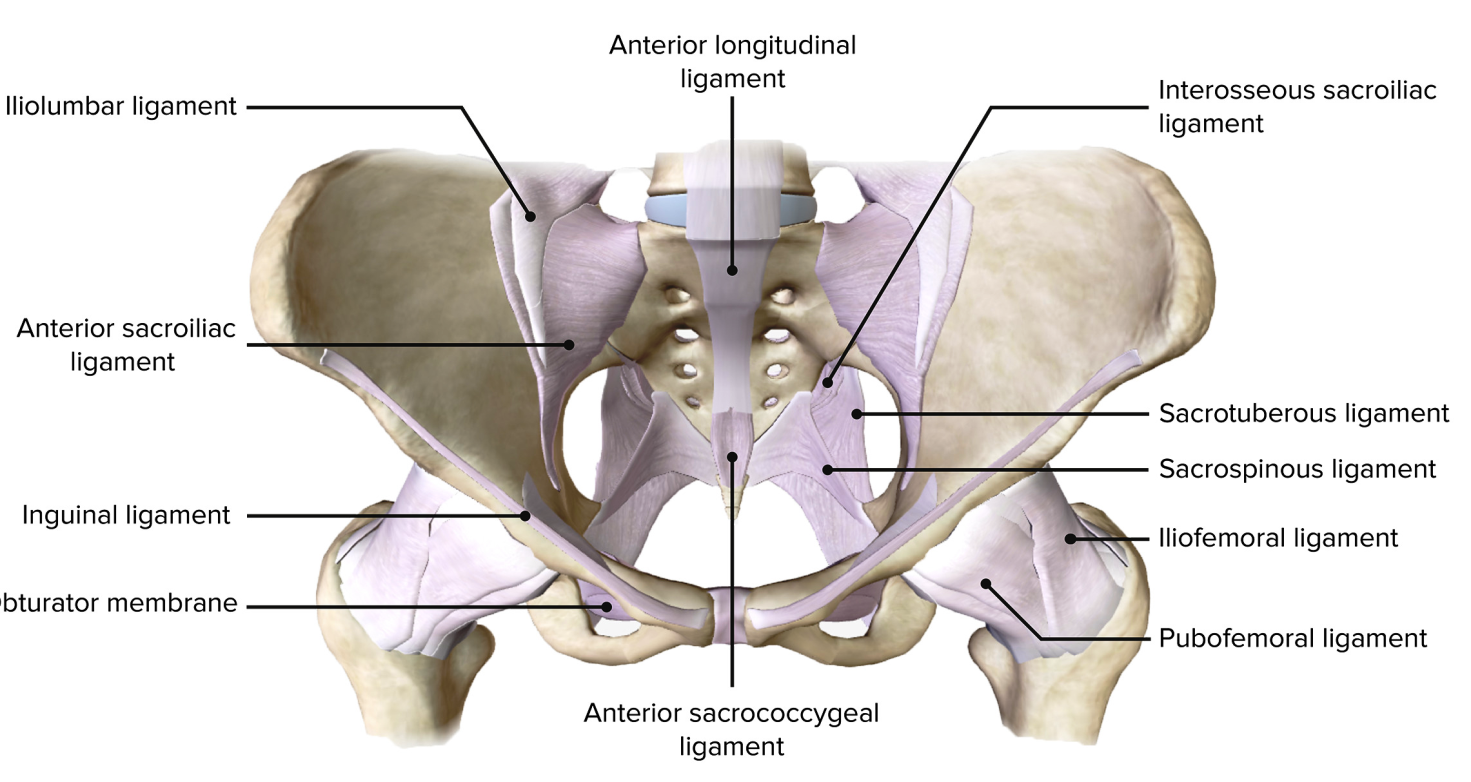 Anterior longitudinal
ligament
Iliolumbar ligament
Interosseous sacroiliac
ligament
Anterior sacroiliac
ligament
Sacrotuberous ligament
Sacrospinous ligament
Inguinal ligament
Iliofemoral ligament
bturator membrane
Pubofemoral ligament
Anterior sacrococcygeal
ligament